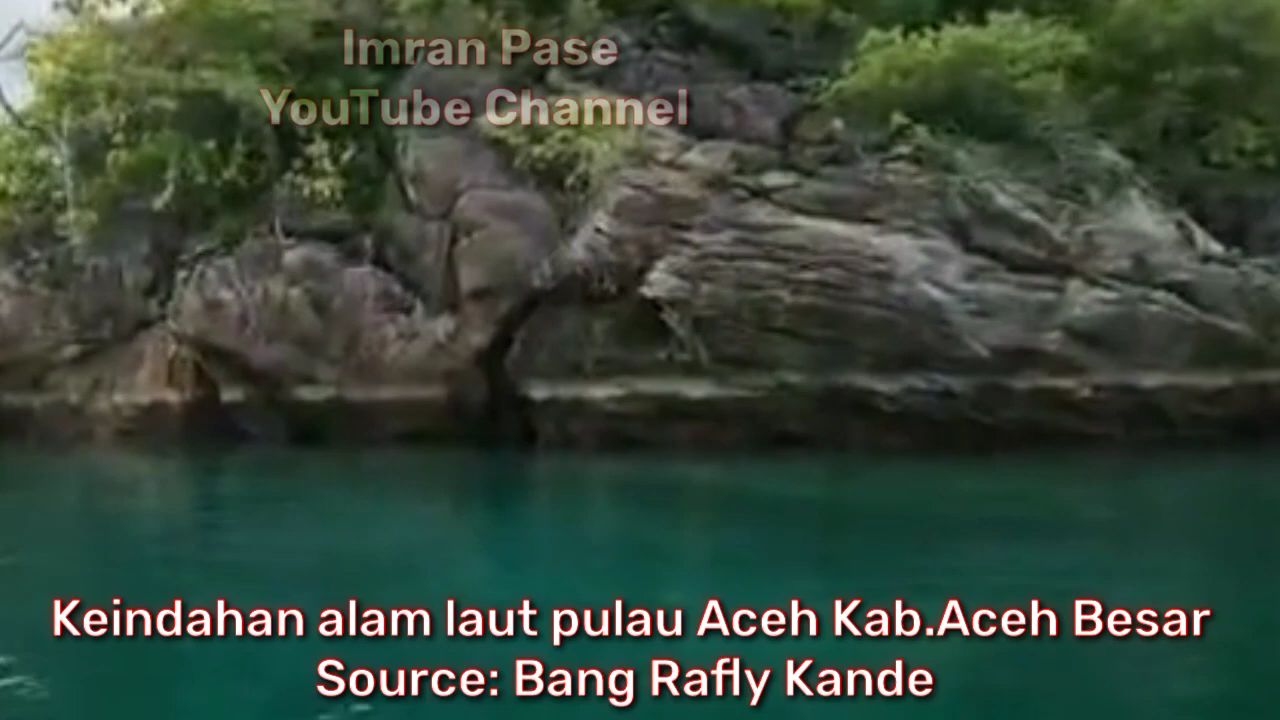 Imran Pase
YouTube Channel
Keindahan alam laut pulau Aceh Kab.Aceh Besar
Source: Bang Rafly Kande